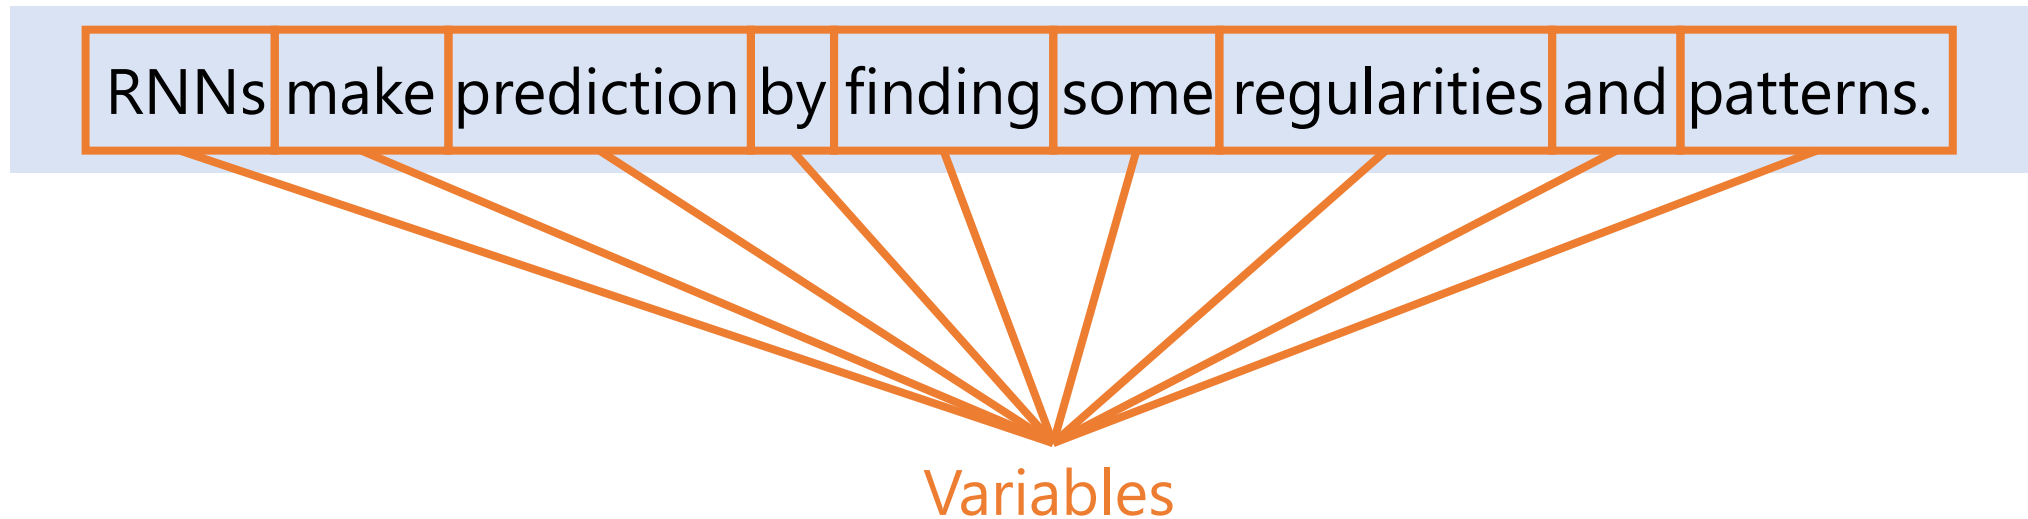 RNNs make prediction by finding some regularities and patterns.
Variables